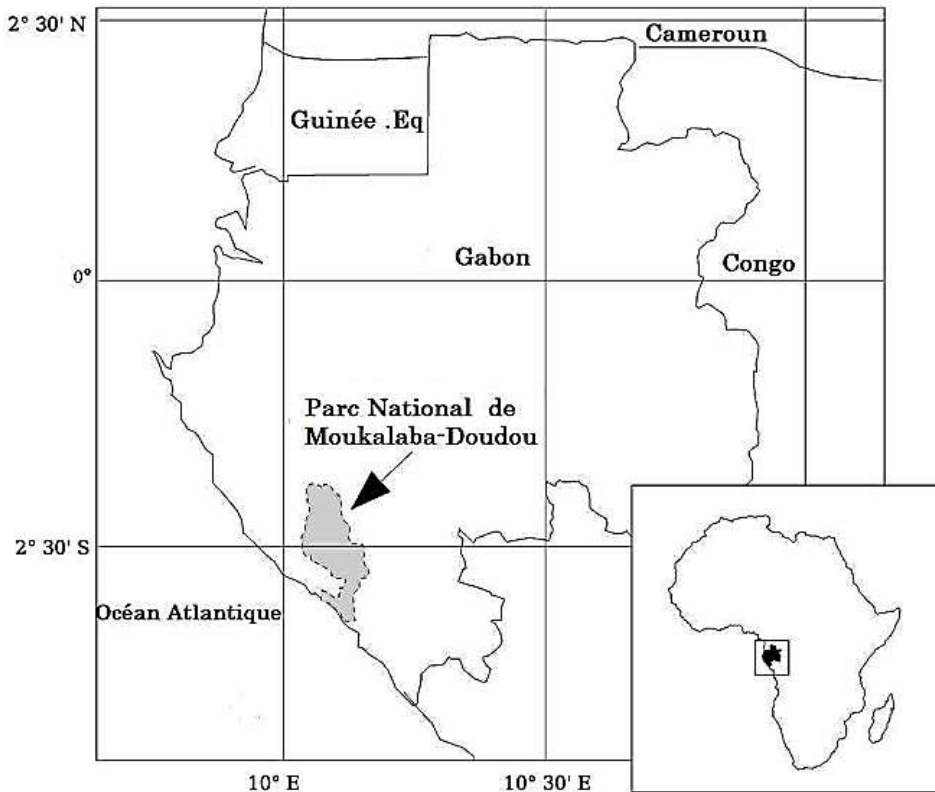 2° 30' N
Cameroun
Guinée .Eq
Gabon
Congo
0°
Parc National de
Moukalaba-Doudou
2° 30' S
Océan Atlantique
10° E
10° 30' E